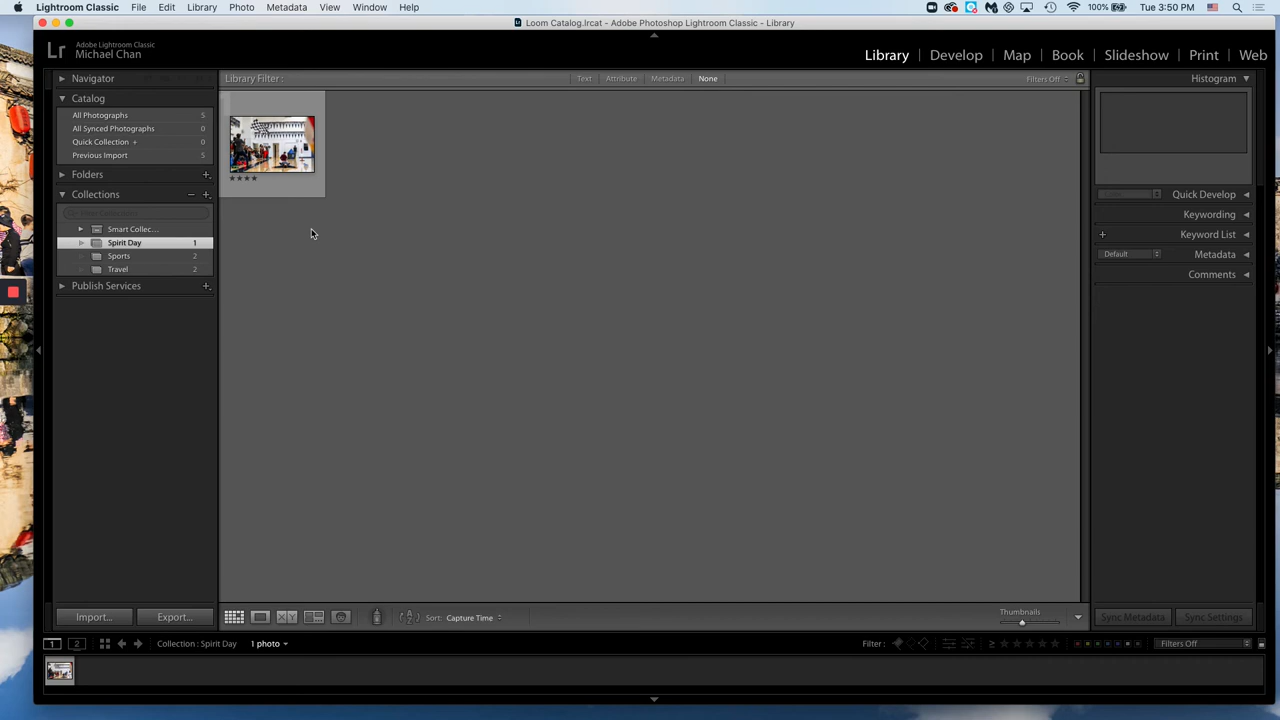 Lightroom Classic File Edit Library Photo Metadata View Window Help 100% Tue 3:50 PM
Loom Catalog.lrcat - Adobe Photoshop Lightroom Classic - Library
Lr Adobe Lightroom Classic
Michael Chan
Library | Develop | Map | Book | Slideshow | Print | Web
Navigator
Library Filter : Text Attribute Metadata None Filters Off
Histogram
Catalog
All Photographs 5
All Synced Photographs 0
Quick Collection + 0
Previous Import 5
Folders +
Collections − +
Smart Collec...
Spirit Day 1
Sports 2
Travel 2
Publish Services +
Quick Develop
Keywording
+ Keyword List
Default Metadata
Comments
Import... Export...
XY
Sort: Capture Time
Thumbnails
Sync Metadata Sync Settings
1 2 Collection : Spirit Day 1 photo
Filter : ≥ Filters Off